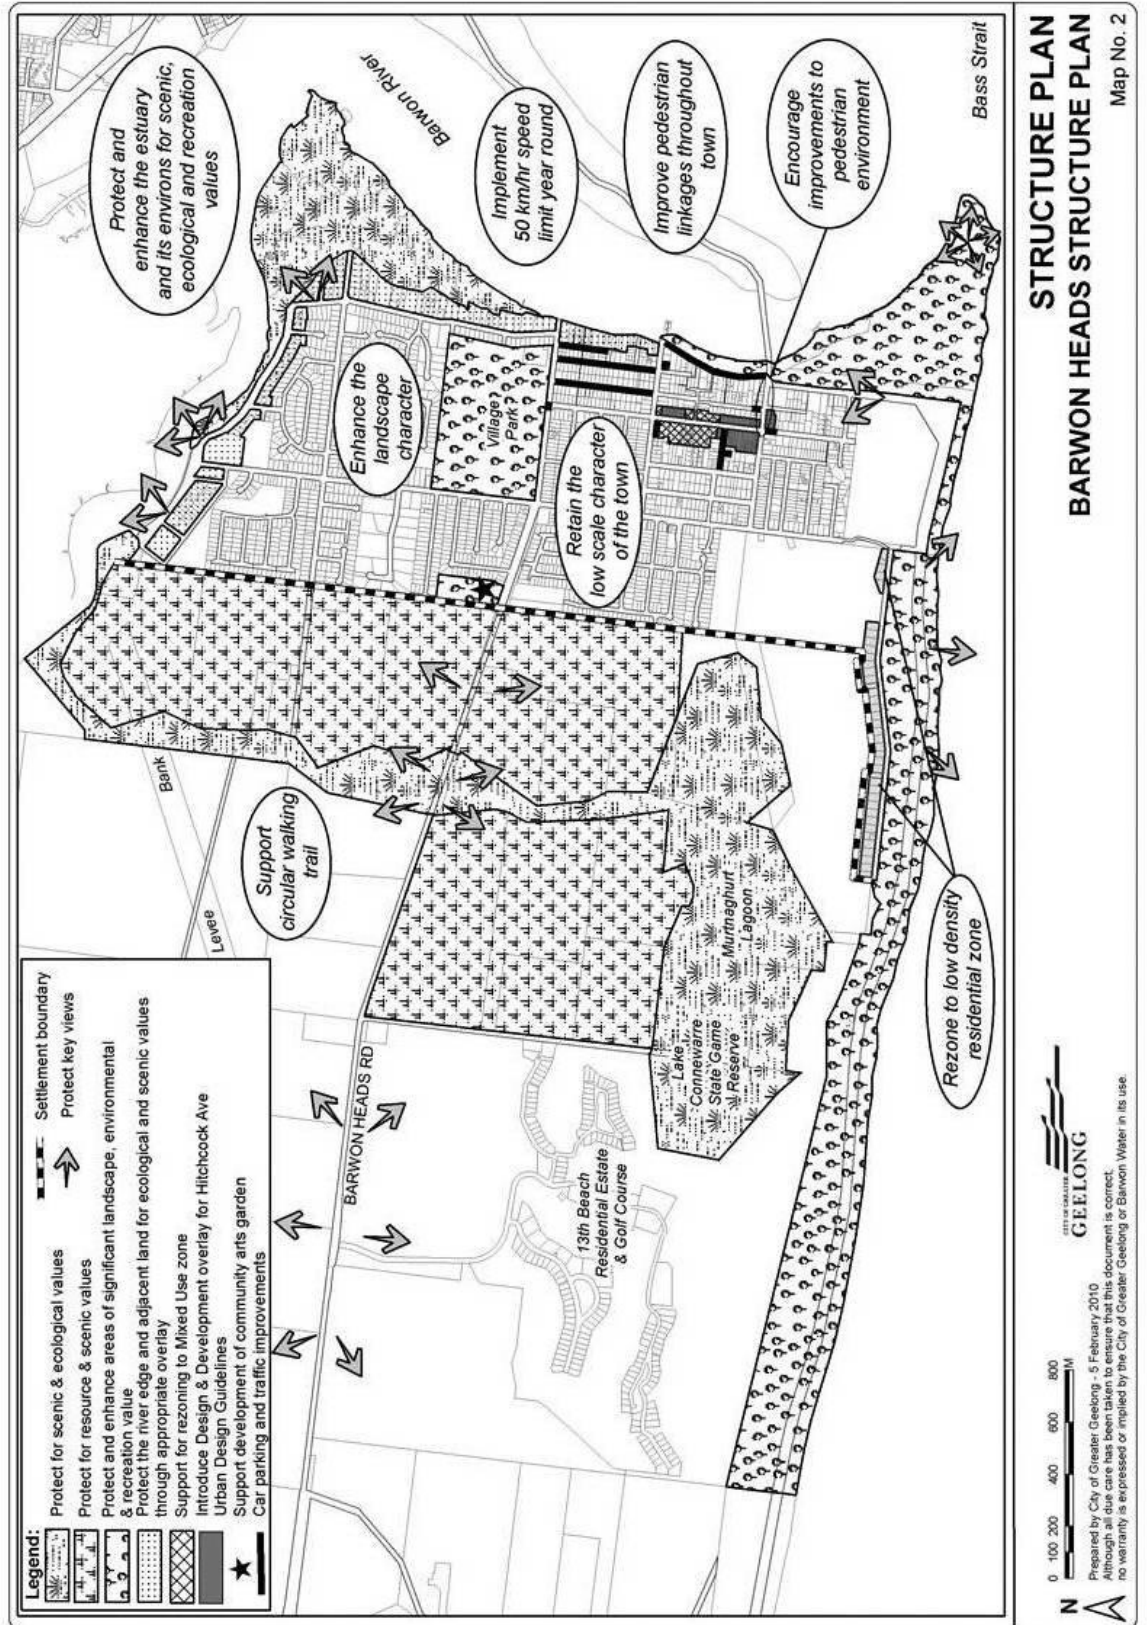 Protect and
enhance the estuary
and its environs for scenic,
ecological and recreation
values
Barwon River
Implement
50 km/hr speed
limit year round
Improve pedestrian
linkages throughout
town
Encourage
improvements to
pedestrian
environment
Bass Strait
Enhance the
landscape
character
Village
Park
Retain the
low scale character
of the town
Bank
Levee
Support
circular walking
trail
BARWON HEADS RD
Lake
Connewarre
State Game
Reserve
Murtnaghurt
Lagoon
13th Beach
Residential Estate
& Golf Course
Rezone to low density
residential zone
Legend:
Protect for scenic & ecological values
Protect for resource & scenic values
Protect and enhance areas of significant landscape, environmental
& recreation value
Protect the river edge and adjacent land for ecological and scenic values
through appropriate overlay
Support for rezoning to Mixed Use zone
Introduce Design & Development overlay for Hitchcock Ave
Urban Design Guidelines
Support development of community arts garden
Car parking and traffic improvements
Settlement boundary
Protect key views
N
0 100 200 400 600 800
M
Prepared by City of Greater Geelong - 5 February 2010
Although all due care has been taken to ensure that this document is correct,
no warranty is expressed or implied by the City of Greater Geelong or Barwon Water in its use.
CITY OF GREATER
GEELONG
STRUCTURE PLAN
BARWON HEADS STRUCTURE PLAN
Map No. 2